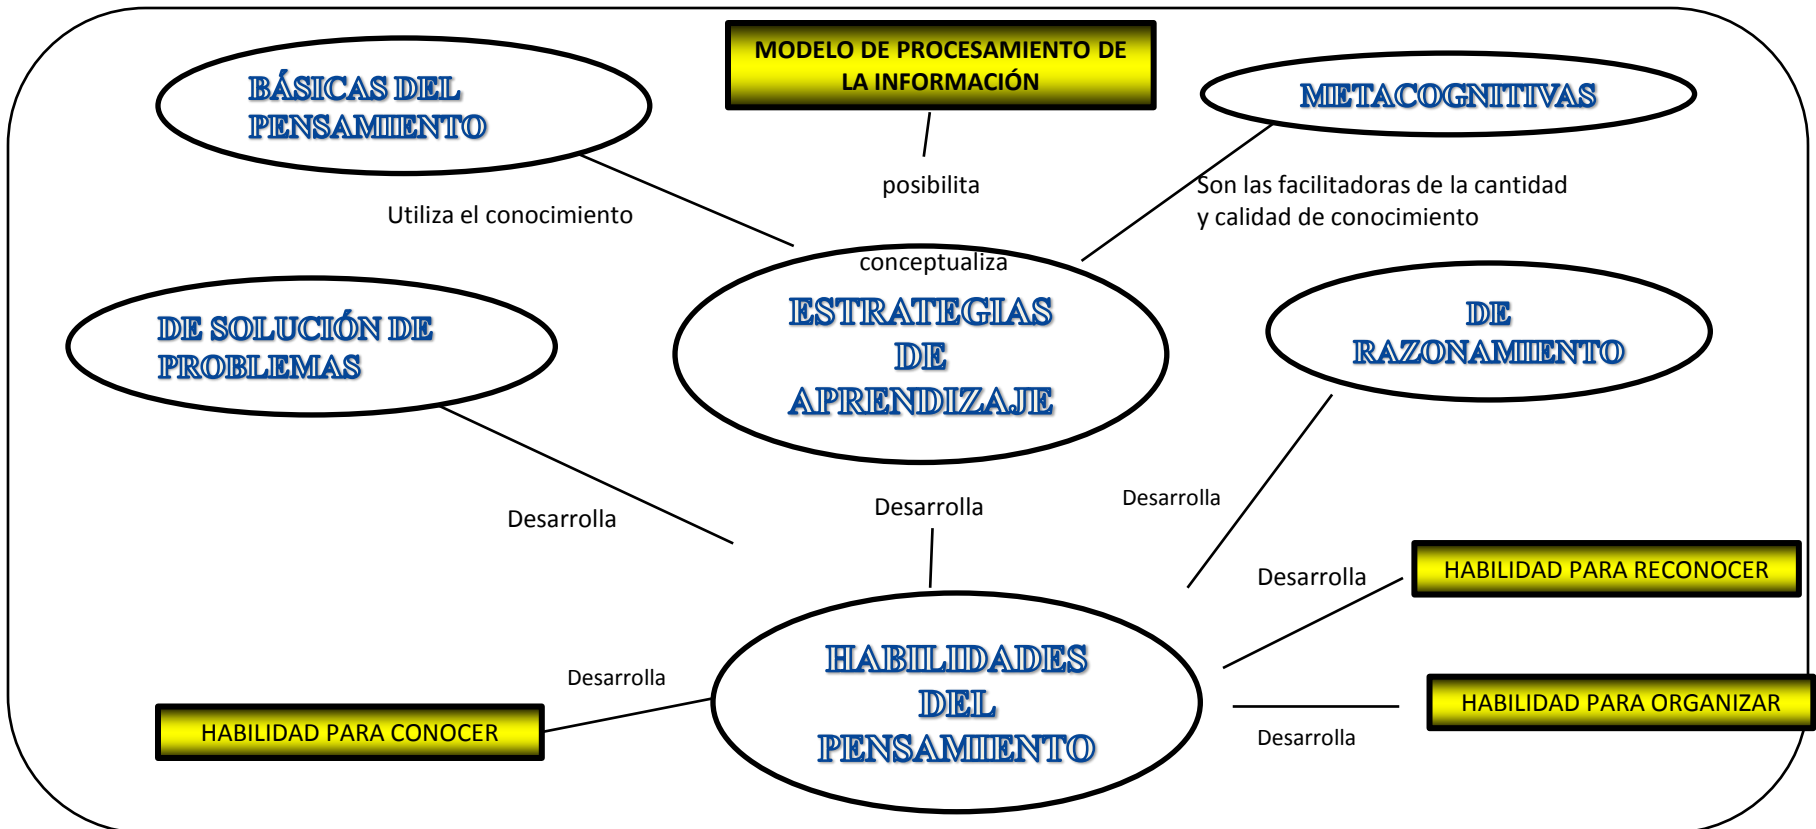 MODELO DE PROCESAMIENTO DE
LA INFORMACIÓN
BÁSICAS DEL
PENSAMIENTO
METACOGNITIVAS
posibilita
Utiliza el conocimiento
Son las facilitadoras de la cantidad
y calidad de conocimiento
conceptualiza
ESTRATEGIAS
DE
APRENDIZAJE
DE SOLUCIÓN DE
PROBLEMAS
DE
RAZONAMIENTO
Desarrolla
Desarrolla
Desarrolla
Desarrolla
HABILIDAD PARA RECONOCER
HABILIDADES
DEL
PENSAMIENTO
Desarrolla
HABILIDAD PARA CONOCER
HABILIDAD PARA ORGANIZAR
Desarrolla